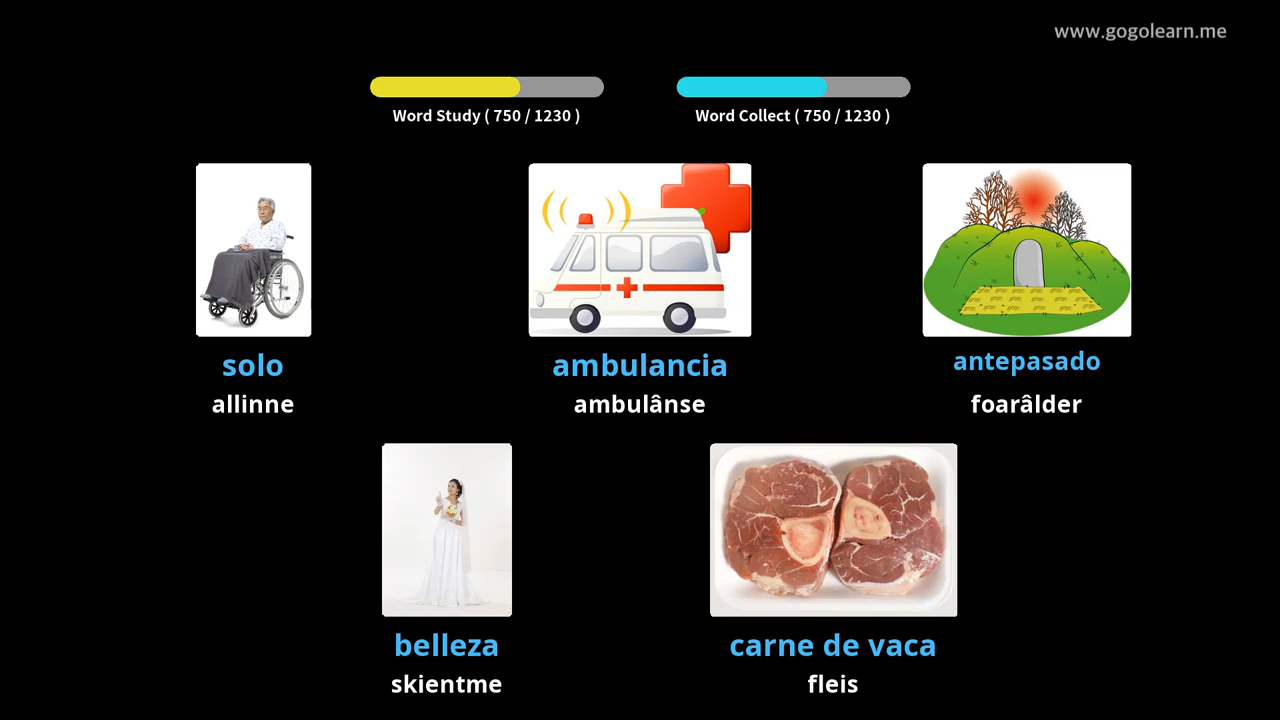 www.gogolearn.me
Word Study ( 750 / 1230 )
Word Collect ( 750 / 1230 )
solo
allinne
ambulancia
ambulânse
antepasado
foarâlder
belleza
skientme
carne de vaca
fleis